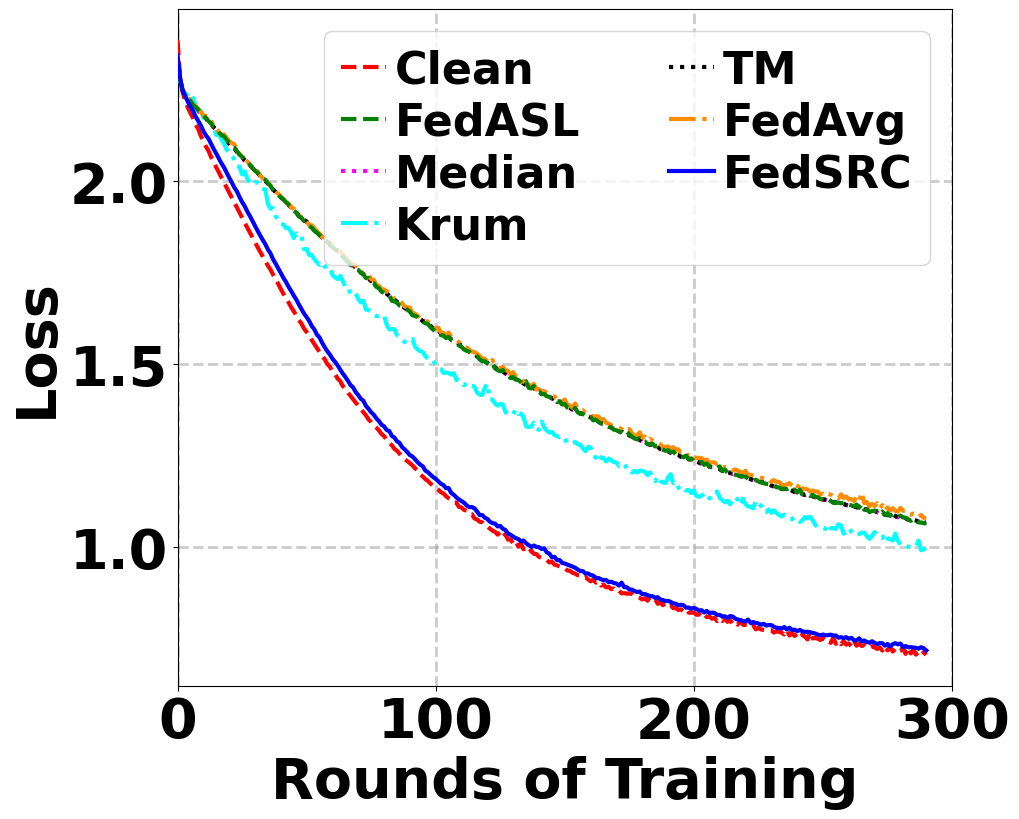 Clean
FedASL
Median
Krum
TM
FedAvg
FedSRC
2.0
1.5
1.0
Loss
0
100
200
300
Rounds of Training